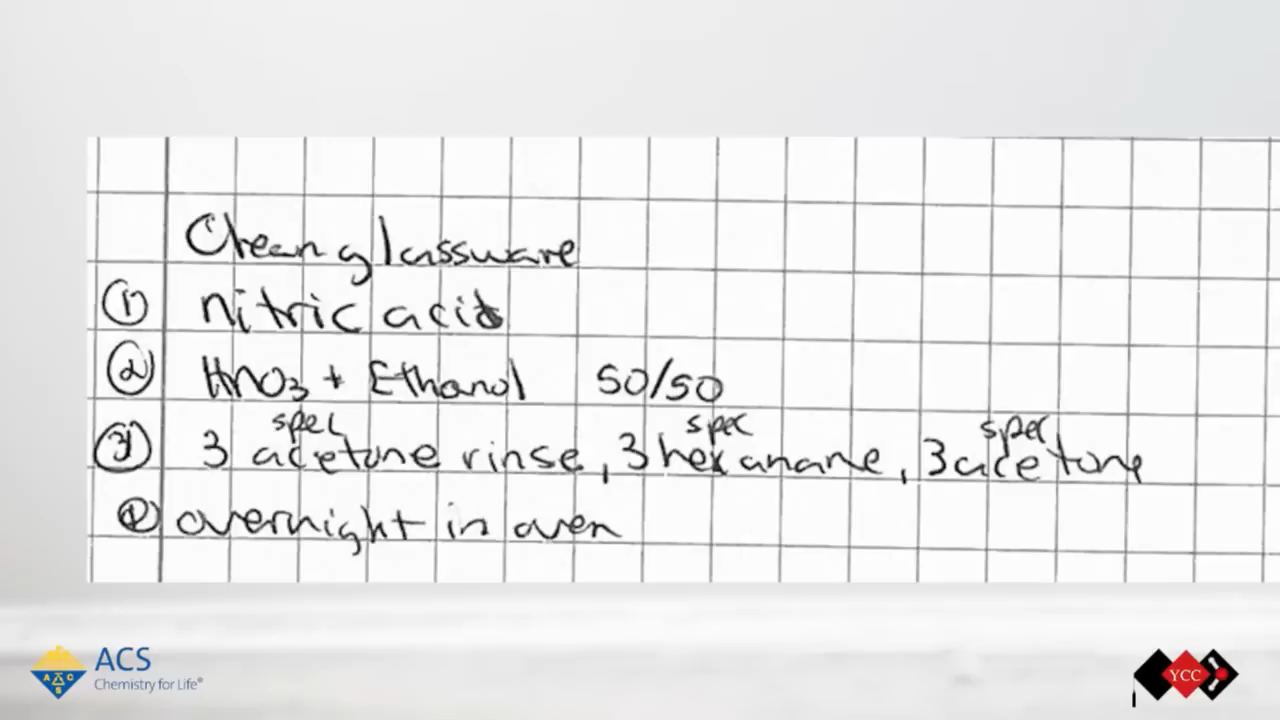 Clean glassware
① nitric acid
② HNO₃ + Ethanol 50/50
spec spec spec
③ 3 acetone rinse, 3 hexanane, 3 acetone
④ overnight in oven
ACS
Chemistry for Life®
YCC